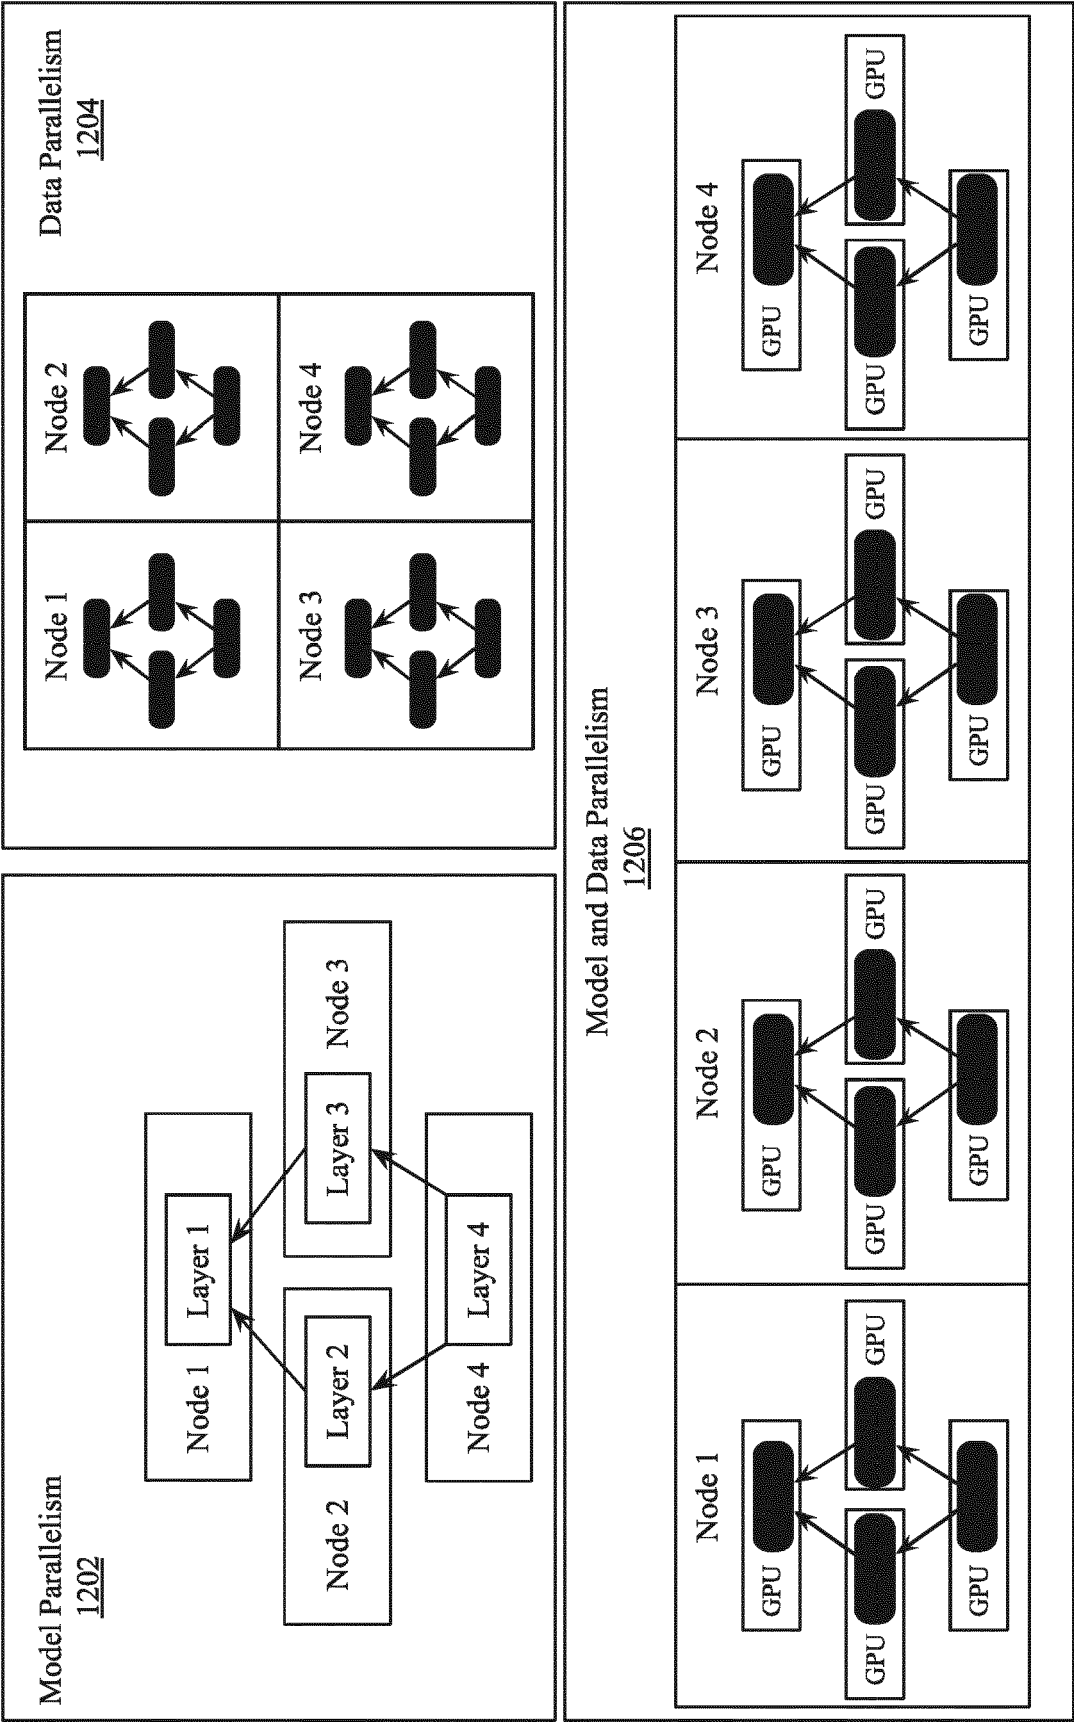 Model Parallelism
1202
Node 1
Layer 1
Node 2
Layer 2
Layer 3
Node 3
Node 4
Layer 4
Data Parallelism
1204
Node 1
Node 2
Node 3
Node 4
Model and Data Parallelism
1206
Node 1
GPU
GPU
GPU
GPU
Node 2
GPU
GPU
GPU
GPU
Node 3
GPU
GPU
GPU
GPU
Node 4
GPU
GPU
GPU
GPU